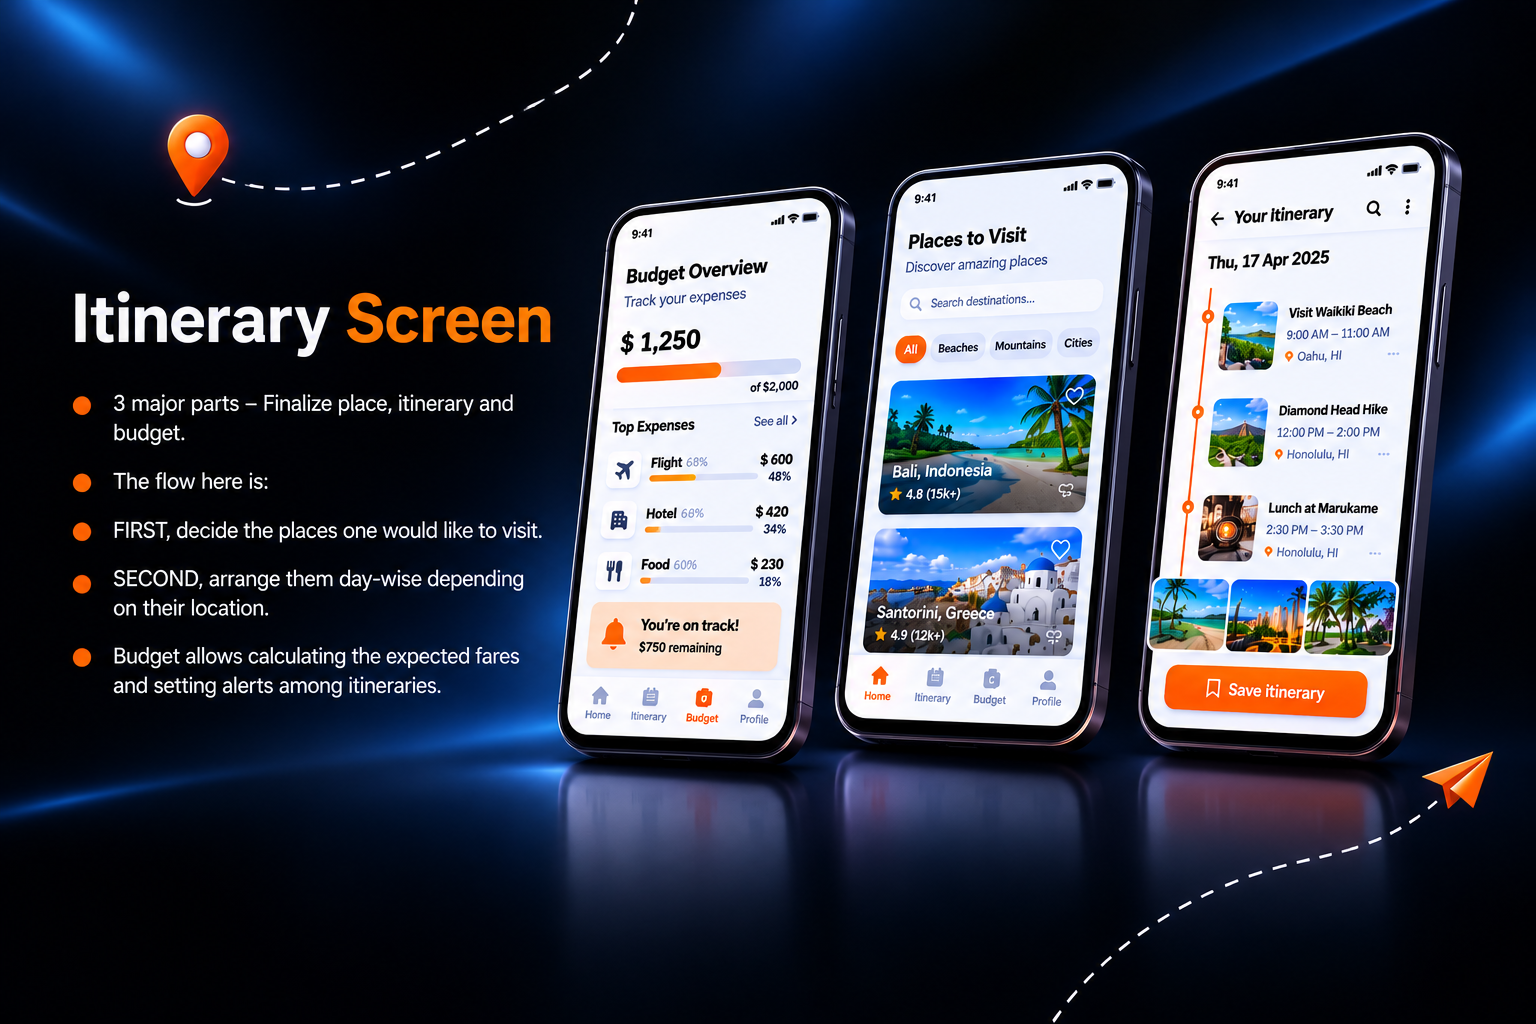 Itinerary Screen
3 major parts – Finalize place, itinerary and
budget.
The flow here is:
FIRST, decide the places one would like to visit.
SECOND, arrange them day-wise depending
on their location.
Budget allows calculating the expected fares
and setting alerts among itineraries.
9:41
Budget Overview
Track your expenses
$ 1,250
of $2,000
Top Expenses
See all >
Flight 68%
$ 600
48%
Hotel 68%
$ 420
34%
Food 60%
$ 230
18%
You're on track!
$750 remaining
Home
Itinerary
Budget
Profile
9:41
Places to Visit
Discover amazing places
Search destinations...
All
Beaches
Mountains
Cities
Bali, Indonesia
4.8 (15k+)
Santorini, Greece
4.9 (12k+)
Home
Itinerary
Budget
Profile
9:41
Your itinerary
Thu, 17 Apr 2025
Visit Waikiki Beach
9:00 AM – 11:00 AM
Oahu, HI
Diamond Head Hike
12:00 PM – 2:00 PM
Honolulu, HI
Lunch at Marukame
2:30 PM – 3:30 PM
Honolulu, HI
Save itinerary